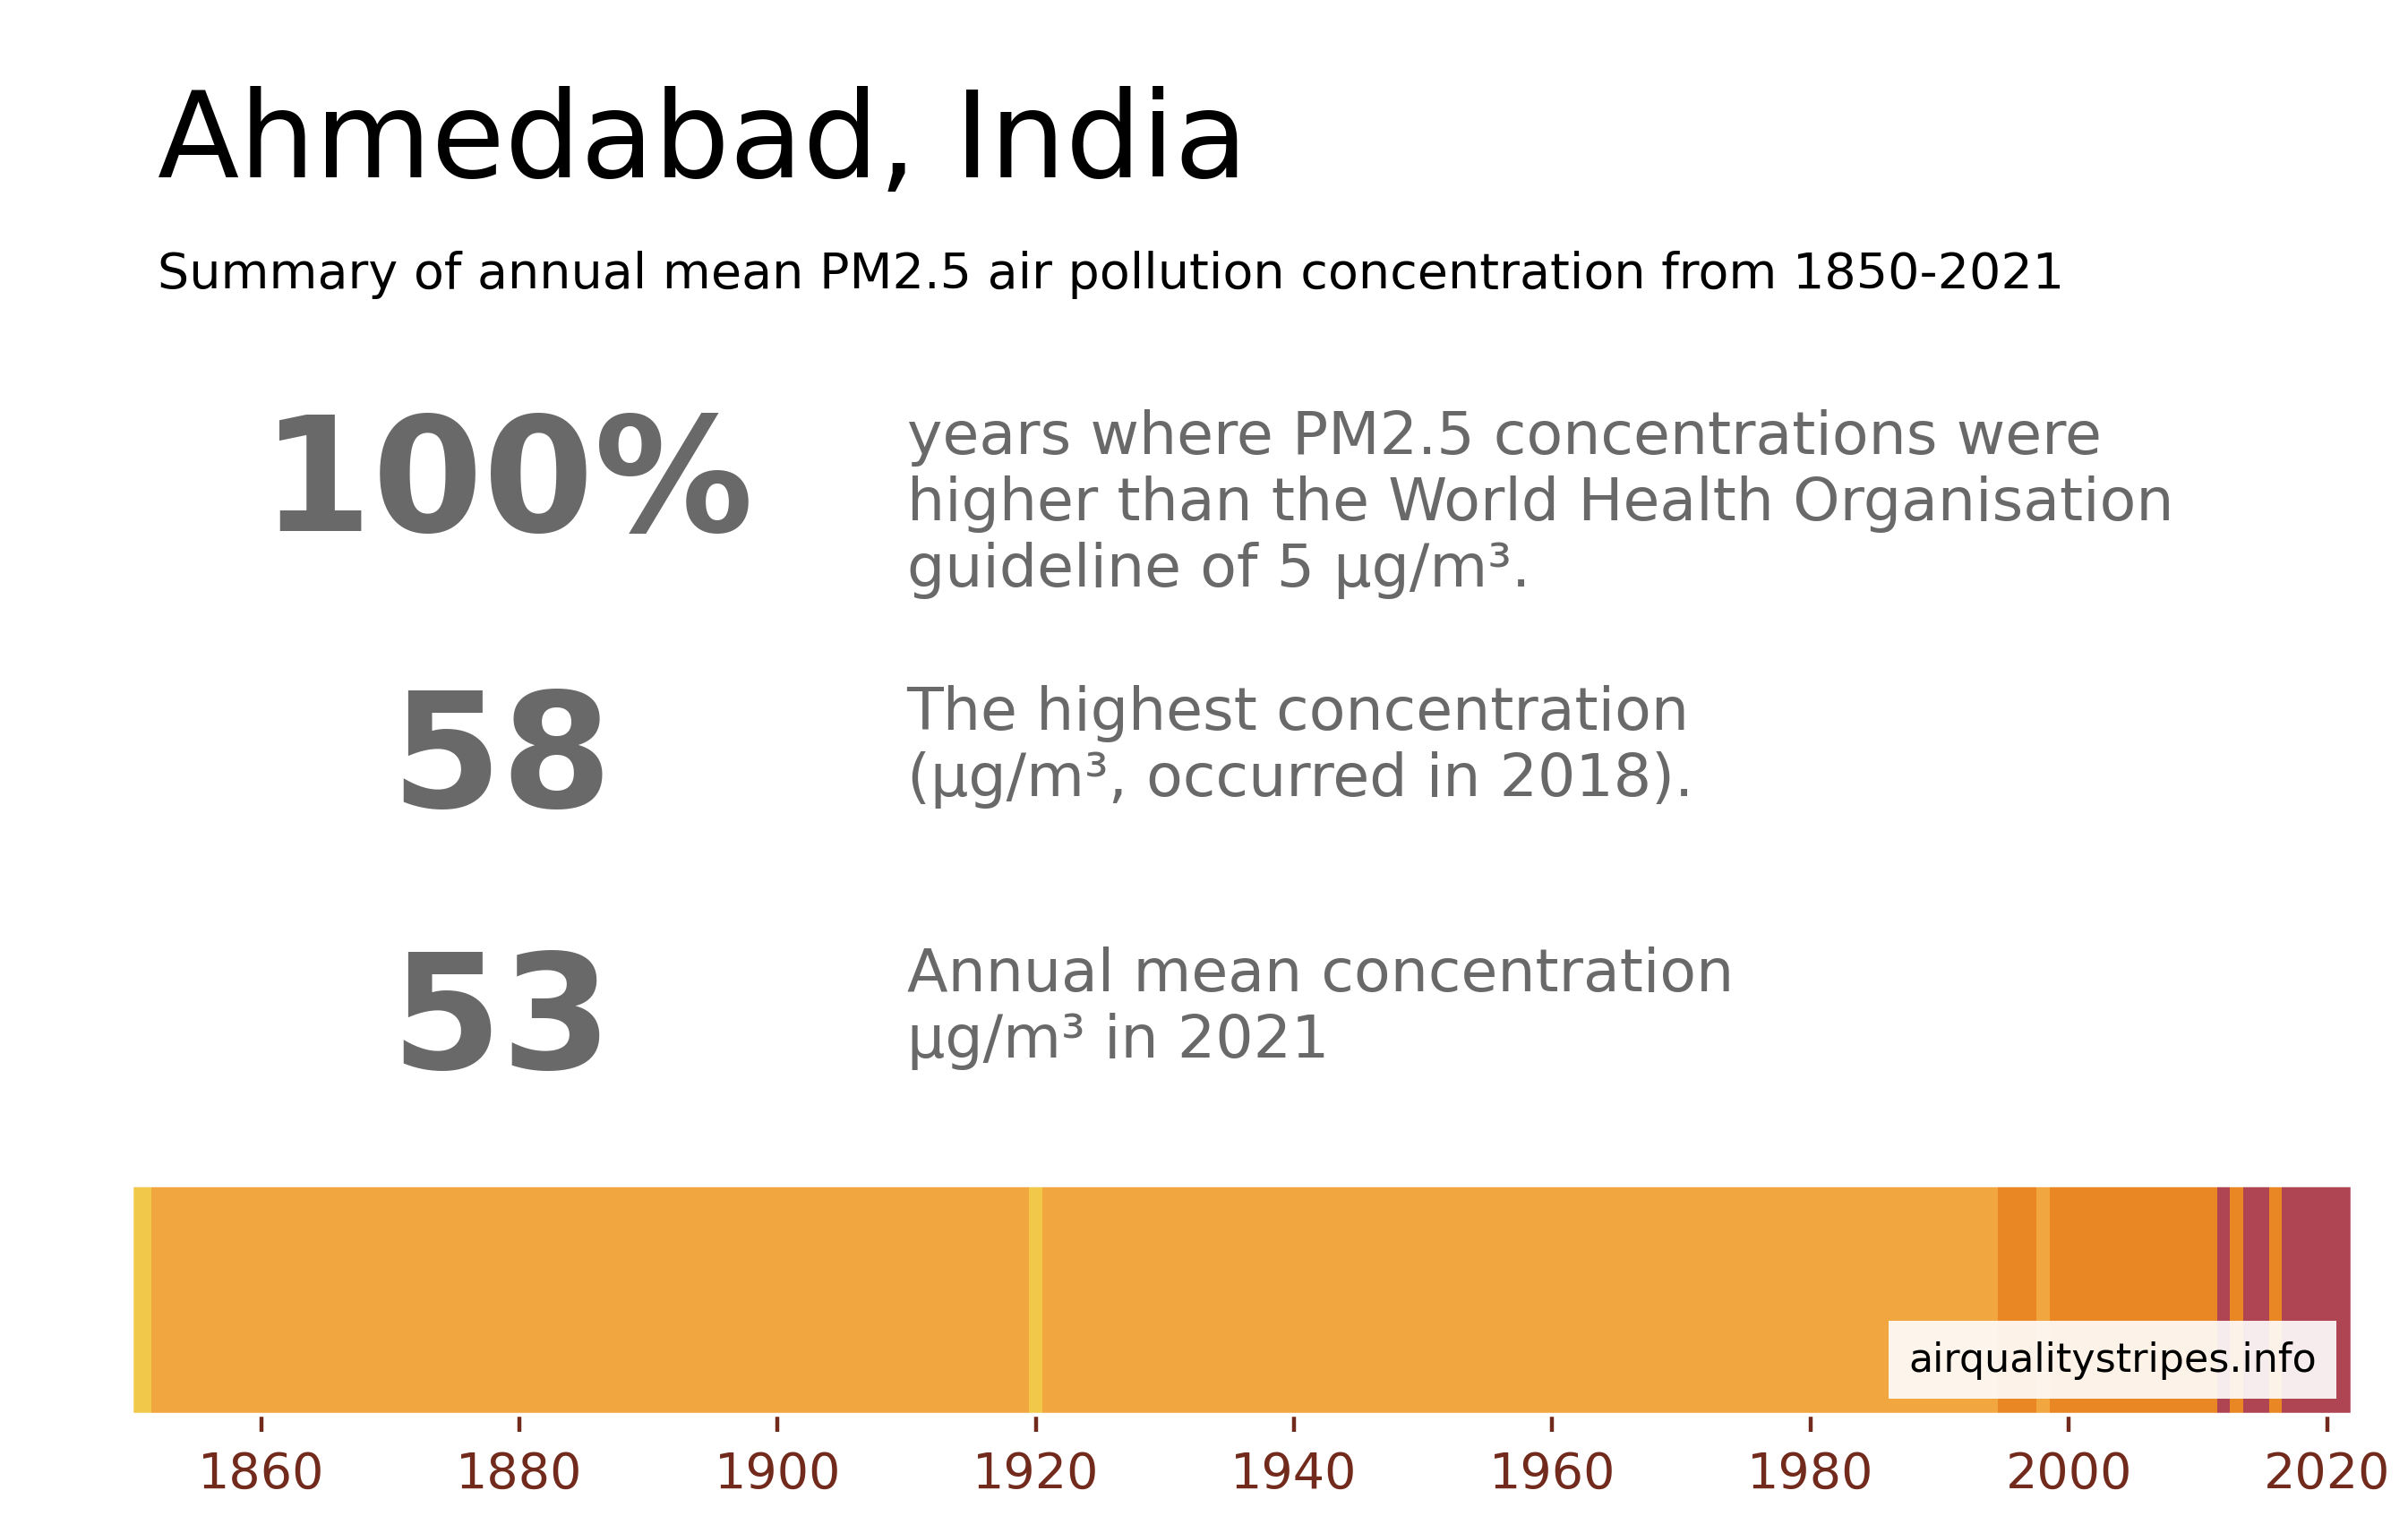 Ahmedabad, India
Summary of annual mean PM2.5 air pollution concentration from 1850-2021
100%
years where PM2.5 concentrations were
higher than the World Health Organisation
guideline of 5 µg/m³.
58
The highest concentration
(µg/m³, occurred in 2018).
53
Annual mean concentration
µg/m³ in 2021
airqualitystripes.info
1860 1880 1900 1920 1940 1960 1980 2000 2020